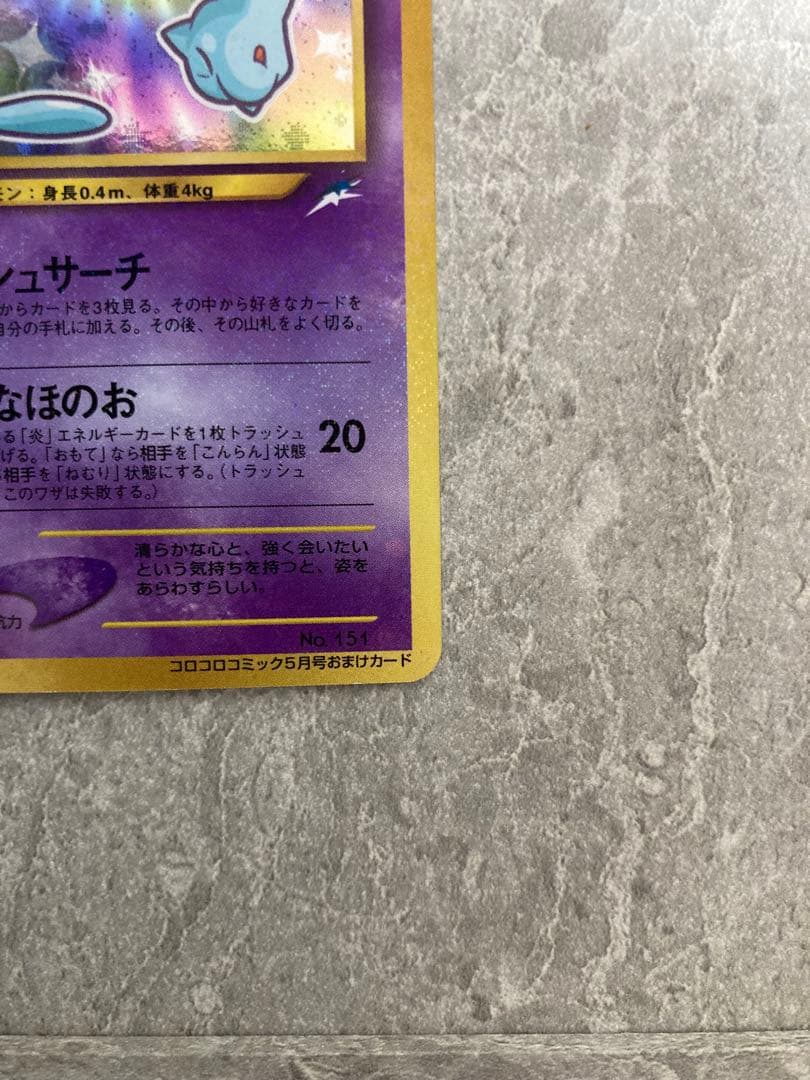 モン：身長0.4m、体重4kg
シュサーチ
からカードを3枚見る。その中から好きなカードを
自分の手札に加える。その後、その山札をよく切る。
なほのお
る「炎」エネルギーカードを1枚トラッシュ
げる。「おもて」なら相手を「こんらん」状態
相手を「ねむり」状態にする。（トラッシュ
このワザは失敗する。）
20
清らかな心と、強く会いたい
という気持ちを持つと、姿を
あらわすらしい。
抗力
No. 151
コロコロコミック5月号おまけカード